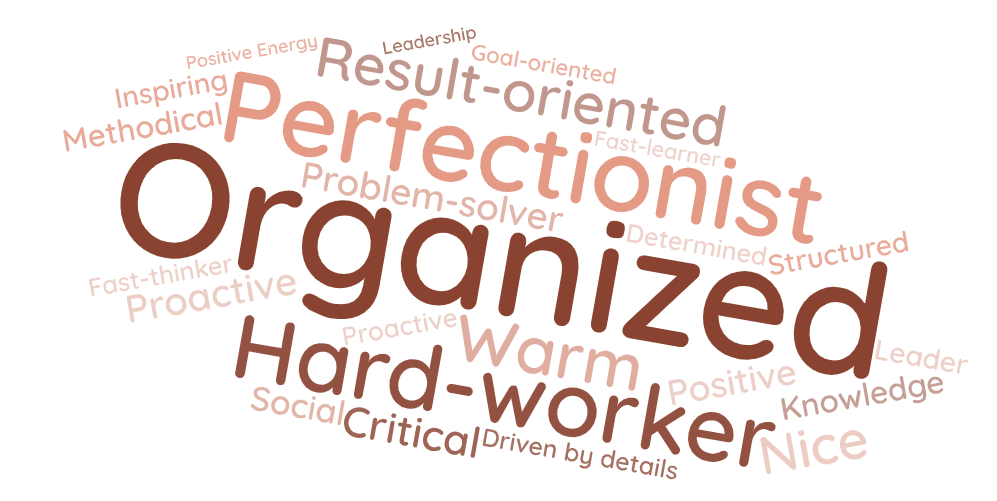 Leadership
Positive Energy
Result-oriented
Goal-oriented
Inspiring
Perfectionist
Methodical
Fast-learner
Problem-solver
Organized
Determined
Structured
Fast-thinker
Proactive
Proactive
Warm
Leader
Hard-worker
Positive
Knowledge
Social
Critical
Driven by details
Nice